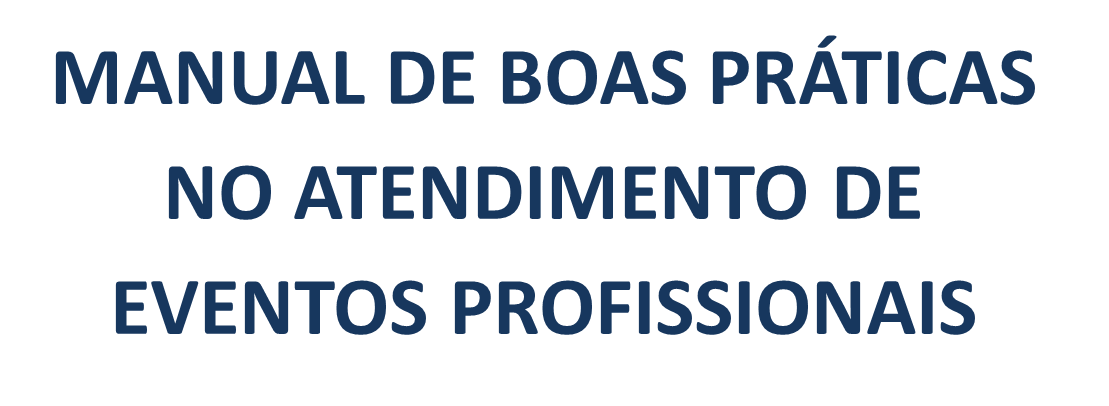 MANUAL DE BOAS PRÁTICAS
NO ATENDIMENTO DE
EVENTOS PROFISSIONAIS